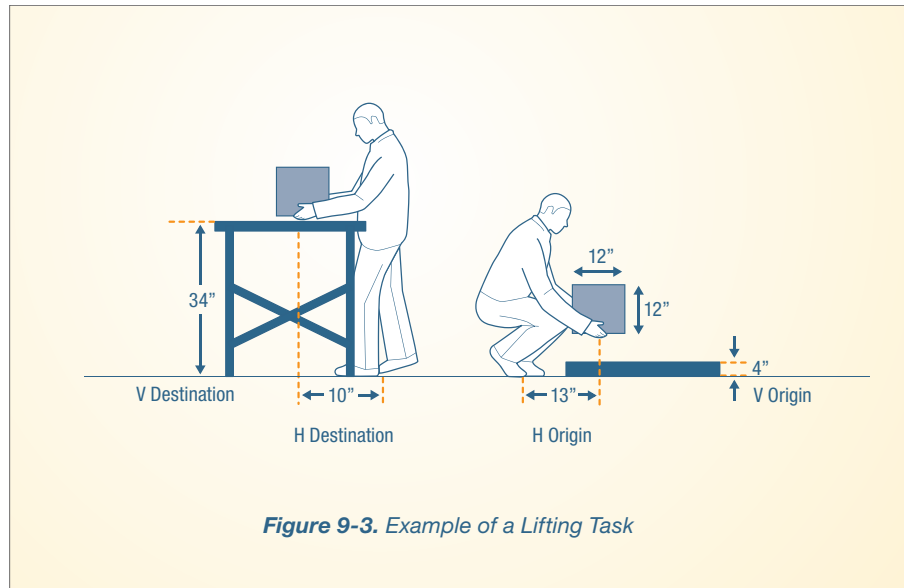 12”
12”
34”
4”
V Destination
10”
13”
V Origin
H Destination
H Origin
Figure 9-3. Example of a Lifting Task